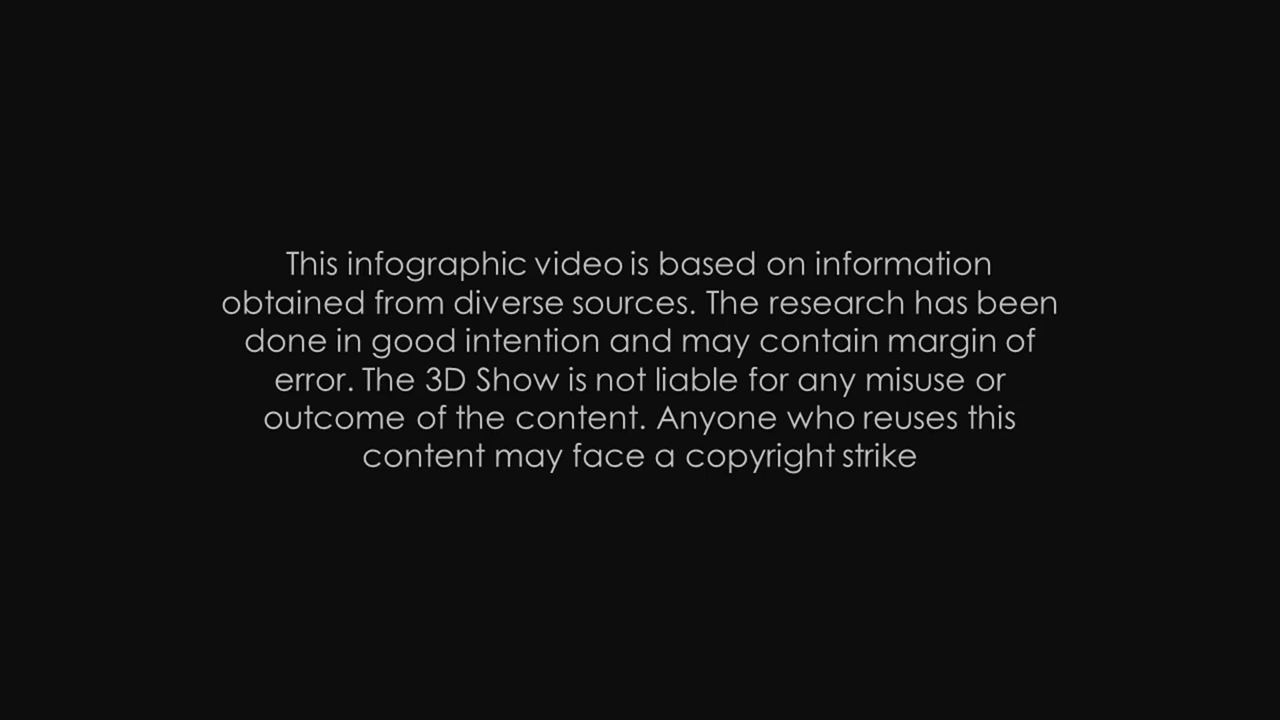 This infographic video is based on information
obtained from diverse sources. The research has been
done in good intention and may contain margin of
error. The 3D Show is not liable for any misuse or
outcome of the content. Anyone who reuses this
content may face a copyright strike